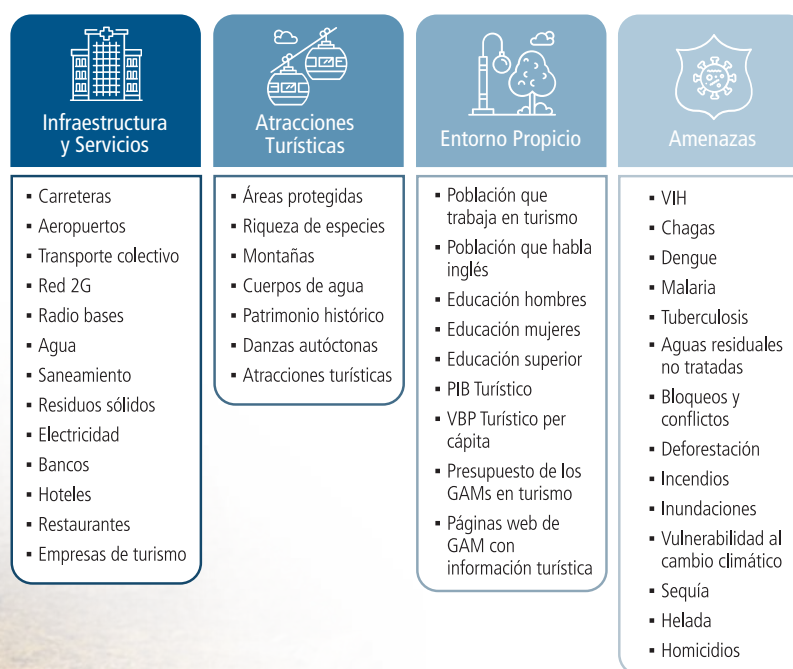 Infraestructura
y Servicios
▪ Carreteras
▪ Aeropuertos
▪ Transporte colectivo
▪ Red 2G
▪ Radio bases
▪ Agua
▪ Saneamiento
▪ Residuos sólidos
▪ Electricidad
▪ Bancos
▪ Hoteles
▪ Restaurantes
▪ Empresas de turismo
Atracciones
Turísticas
▪ Áreas protegidas
▪ Riqueza de especies
▪ Montañas
▪ Cuerpos de agua
▪ Patrimonio histórico
▪ Danzas autóctonas
▪ Atracciones turísticas
Entorno Propicio
▪ Población que
trabaja en turismo
▪ Población que habla
inglés
▪ Educación hombres
▪ Educación mujeres
▪ Educación superior
▪ PIB Turístico
▪ VBP Turístico per
cápita
▪ Presupuesto de los
GAMs en turismo
▪ Páginas web de
GAM con
información turística
Amenazas
▪ VIH
▪ Chagas
▪ Dengue
▪ Malaria
▪ Tuberculosis
▪ Aguas residuales
no tratadas
▪ Bloqueos y
conflictos
▪ Deforestación
▪ Incendios
▪ Inundaciones
▪ Vulnerabilidad al
cambio climático
▪ Sequía
▪ Helada
▪ Homicidios